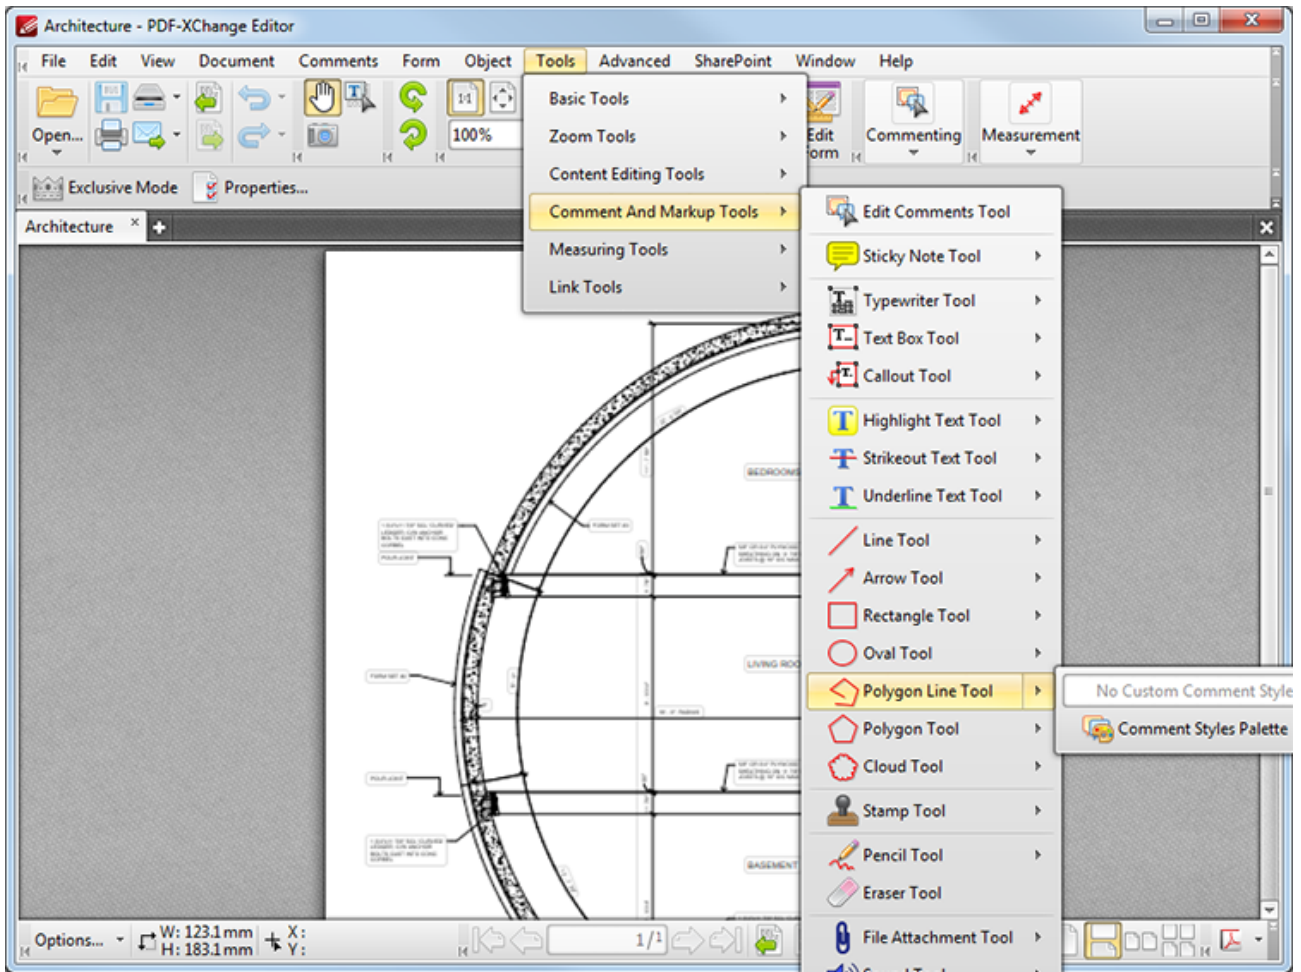 Architecture - PDF-XChange Editor
File Edit View Document Comments Form Object Tools Advanced SharePoint Window Help
Open...
100%
Edit
Form
Commenting
Measurement
Exclusive Mode
Properties...
Architecture
Basic Tools
Zoom Tools
Content Editing Tools
Comment And Markup Tools
Measuring Tools
Link Tools
Edit Comments Tool
Sticky Note Tool
Typewriter Tool
Text Box Tool
Callout Tool
Highlight Text Tool
Strikeout Text Tool
Underline Text Tool
Line Tool
Arrow Tool
Rectangle Tool
Oval Tool
Polygon Line Tool
Polygon Tool
Cloud Tool
Stamp Tool
Pencil Tool
Eraser Tool
File Attachment Tool
No Custom Comment Style
Comment Styles Palette
BEDROOMS
LIVING ROO
BASEMENT
Options...
W: 123.1 mm
H: 183.1 mm
X:
Y:
1/1